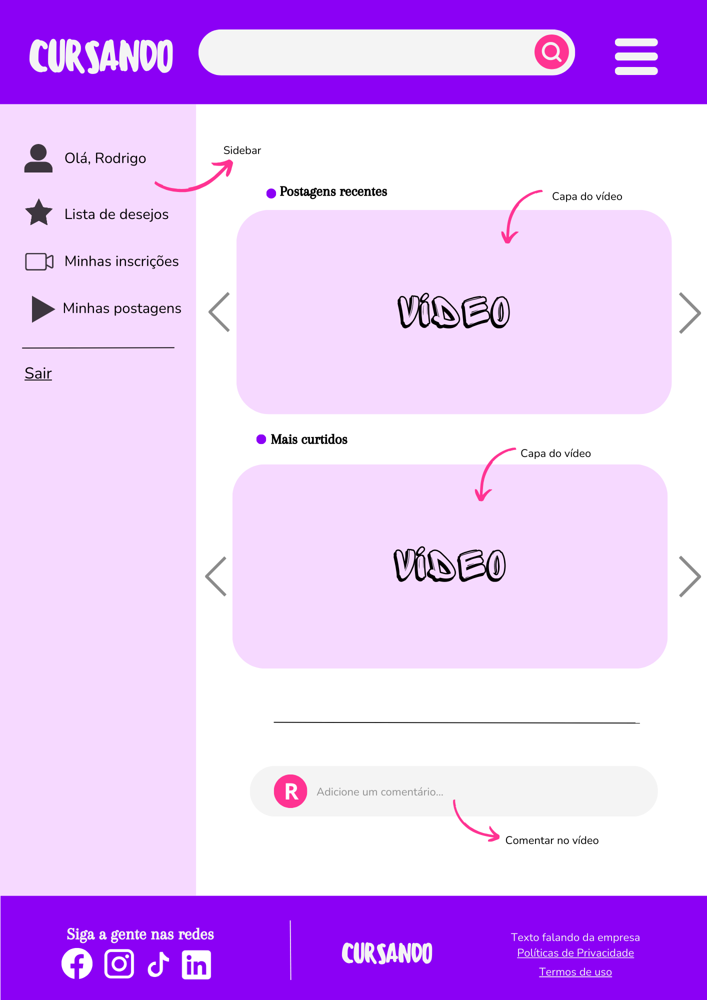 CURSANDO
Olá, Rodrigo
Lista de desejos
Minhas inscrições
Minhas postagens
Sair
Sidebar
Postagens recentes
Capa do vídeo
VÍDEO
Mais curtidos
Capa do vídeo
VÍDEO
R
Adicione um comentário...
Comentar no vídeo
Siga a gente nas redes
in
CURSANDO
Texto falando da empresa
Políticas de Privacidade
Termos de uso